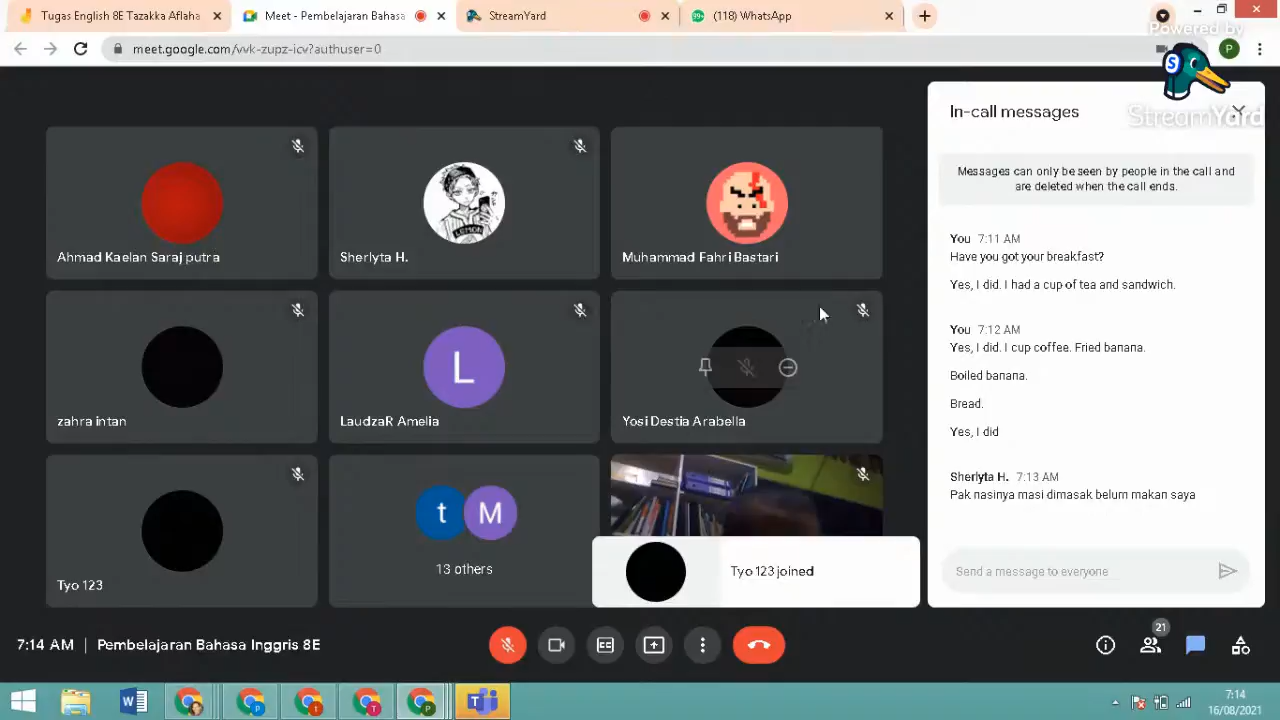 Tugas English 8E Tazakka Aflaha
Meet - Pembelajaran Bahasa
StreamYard
99+
(118) WhatsApp
Powered by
meet.google.com/vvk-zupz-icv?authuser=0
P
S
StreamYard
In-call messages
Messages can only be seen by people in the call and
are deleted when the call ends.
Ahmad Kaelan Saraj putra
LEMON
Sherlyta H.
Muhammad Fahri Bastari
You 7:11 AM
Have you got your breakfast?
Yes, I did. I had a cup of tea and sandwich.
You 7:12 AM
Yes, I did. I cup coffee. Fried banana.
Boiled banana.
Bread.
Yes, I did
zahra intan
L
LaudzaR Amelia
Yosi Destia Arabella
Sherlyta H. 7:13 AM
Pak nasinya masi dimasak belum makan saya
Tyo 123
t
M
13 others
Tyo 123 joined
Send a message to everyone
7:14 AM | Pembelajaran Bahasa Inggris 8E
CC
21
7:14
16/08/2021